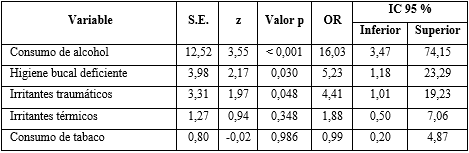 Variable S.E. z Valor p OR IC 95 %
Inferior Superior
Consumo de alcohol 12,52 3,55 < 0,001 16,03 3,47 74,15
Higiene bucal deficiente 3,98 2,17 0,030 5,23 1,18 23,29
Irritantes traumáticos 3,31 1,97 0,048 4,41 1,01 19,23
Irritantes térmicos 1,27 0,94 0,348 1,88 0,50 7,06
Consumo de tabaco 0,80 -0,02 0,986 0,99 0,20 4,87